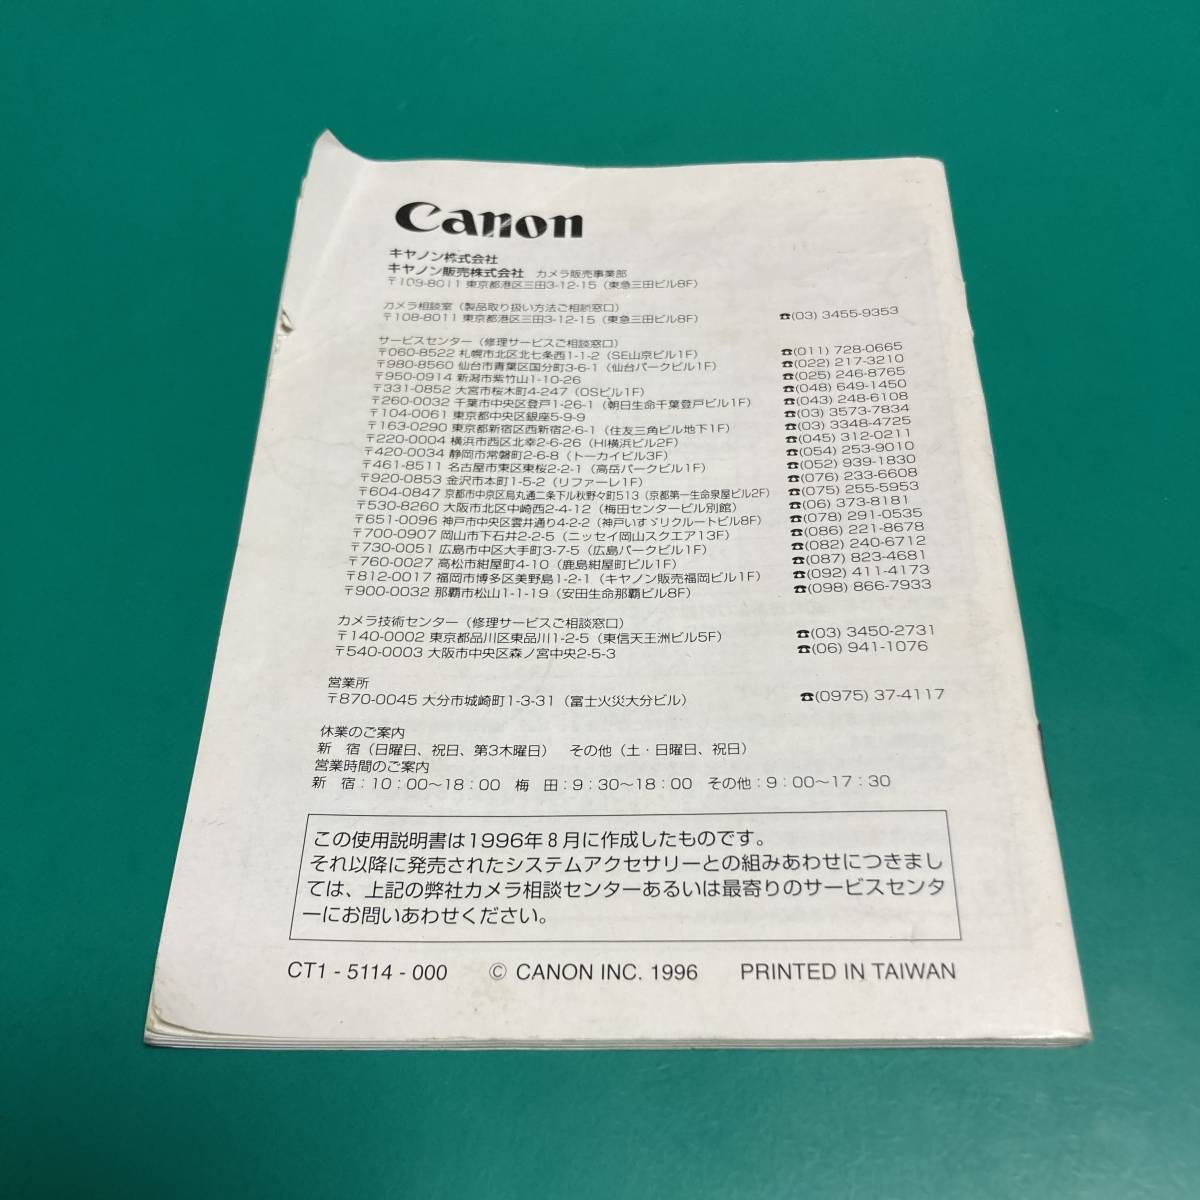 Canon
キヤノン株式会社
キヤノン販売株式会社 カメラ販売事業部
〒108-8011 東京都港区三田3-12-15（東急三田ビル8F）
カメラ相談室（製品取り扱い方法ご相談窓口）
〒108-8011 東京都港区三田3-12-15（東急三田ビル8F） ☎(03) 3455-9353
サービスセンター（修理サービスご相談窓口）
〒060-8522 札幌市北区北七条西1-1-2（SE山京ビル1F） ☎(011) 728-0665
〒980-8560 仙台市青葉区国分町3-6-1（仙台パークビル1F） ☎(022) 217-3210
〒950-0914 新潟市紫竹山1-10-26 ☎(025) 246-8765
〒331-0852 大宮市桜木町4-247（OSビル1F） ☎(048) 649-1450
〒260-0032 千葉市中央区登戸1-26-1（朝日生命千葉登戸ビル1F） ☎(043) 248-6108
〒104-0061 東京都中央区銀座5-9-9 ☎(03) 3573-7834
〒163-0290 東京都新宿区西新宿2-6-1（住友三角ビル地下1F） ☎(03) 3348-4725
〒220-0004 横浜市西区北幸2-6-26（HI横浜ビル2F） ☎(045) 312-0211
〒420-0034 静岡市常磐町2-6-8（トーカイビル3F） ☎(054) 253-9010
〒461-8511 名古屋市東区東桜2-2-1（高岳パークビル1F） ☎(052) 939-1830
〒920-0853 金沢市本町1-5-2（リファーレ1F） ☎(076) 233-6608
〒604-0847 京都市中京区烏丸通二条下ル秋野々町513（京都第一生命泉屋ビル2F） ☎(075) 255-5953
〒530-8260 大阪市北区中崎西2-4-12（梅田センタービル別館） ☎(06) 373-8181
〒651-0096 神戸市中央区雲井通り4-2-2（神戸いすゞリクルートビル8F） ☎(078) 291-0535
〒700-0907 岡山市下石井2-2-5（ニッセイ岡山スクエア13F） ☎(086) 221-8678
〒730-0051 広島市中区大手町3-7-5（広島パークビル1F） ☎(082) 240-6712
〒760-0027 高松市紺屋町4-10（鹿島紺屋町ビル1F） ☎(087) 823-4681
〒812-0017 福岡市博多区美野島1-2-1（キヤノン販売福岡ビル1F） ☎(092) 411-4173
〒900-0032 那覇市松山1-1-19（安田生命那覇ビル8F） ☎(098) 866-7933
カメラ技術センター（修理サービスご相談窓口）
〒140-0002 東京都品川区東品川1-2-5（東信天王洲ビル5F） ☎(03) 3450-2731
〒540-0003 大阪市中央区森ノ宮中央2-5-3 ☎(06) 941-1076
営業所
〒870-0045 大分市城崎町1-3-31（富士火災大分ビル） ☎(0975) 37-4117
休業のご案内
新 宿（日曜日、祝日、第3木曜日） その他（土・日曜日、祝日）
営業時間のご案内
新 宿：10：00～18：00 梅 田：9：30～18：00 その他：9：00～17：30
この使用説明書は1996年8月に作成したものです。
それ以降に発売されたシステムアクセサリーとの組みあわせにつきまし
ては、上記の弊社カメラ相談センターあるいは最寄りのサービスセンタ
ーにお問いあわせください。
CT1 - 5114 - 000 © CANON INC. 1996 PRINTED IN TAIWAN